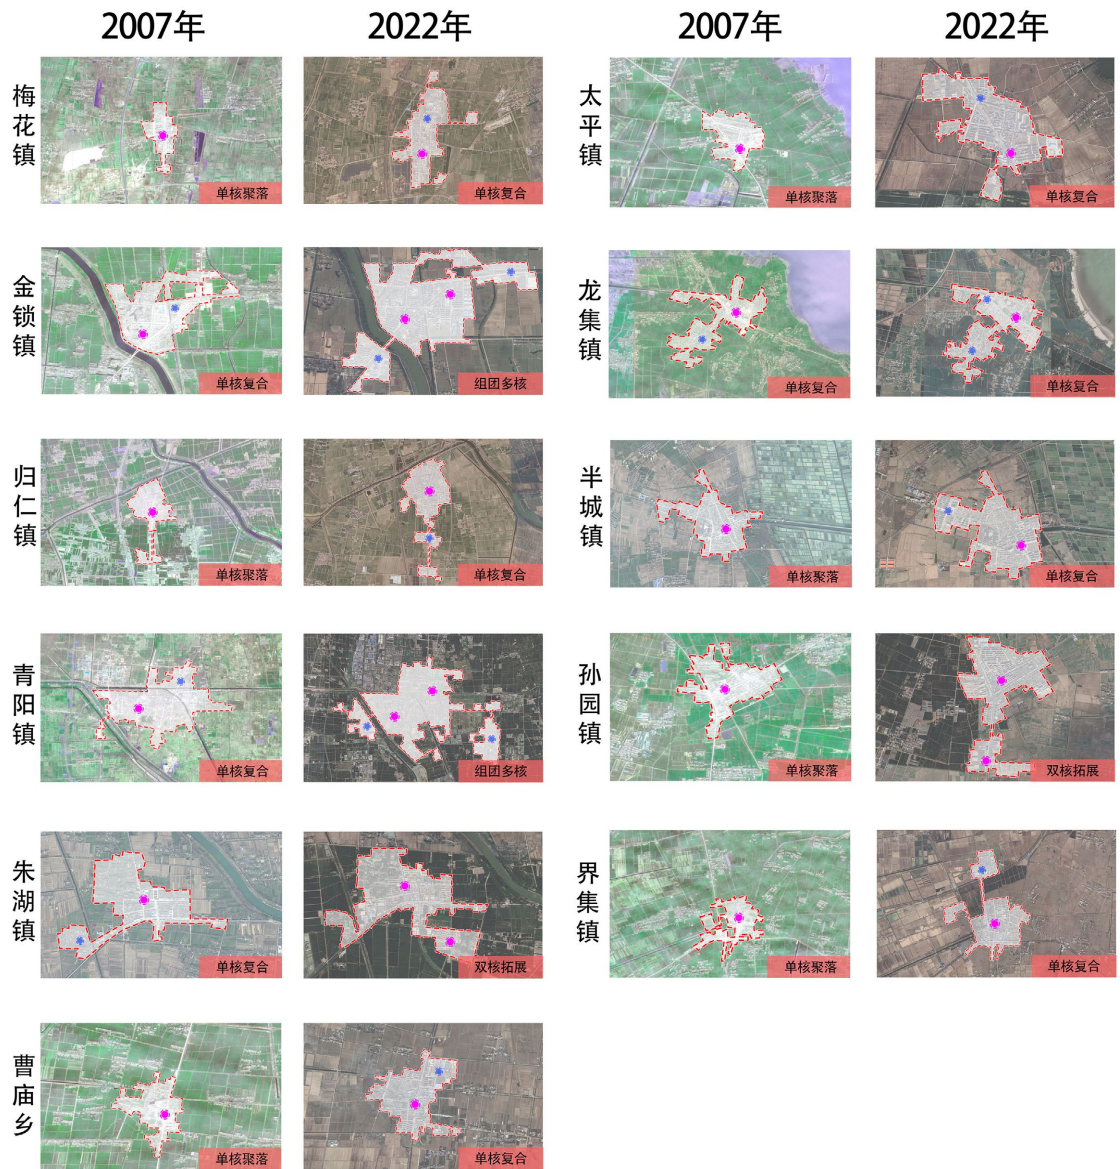 2007年
2022年
2007年
2022年
梅花镇
单核聚落
单核复合
太平镇
单核聚落
单核复合
金锁镇
单核复合
组团多核
龙集镇
单核复合
单核复合
归仁镇
单核聚落
单核复合
半城镇
单核聚落
单核复合
青阳镇
单核复合
组团多核
孙园镇
单核聚落
双核拓展
朱湖镇
单核复合
双核拓展
界集镇
单核聚落
单核复合
曹庙乡
单核聚落
单核复合